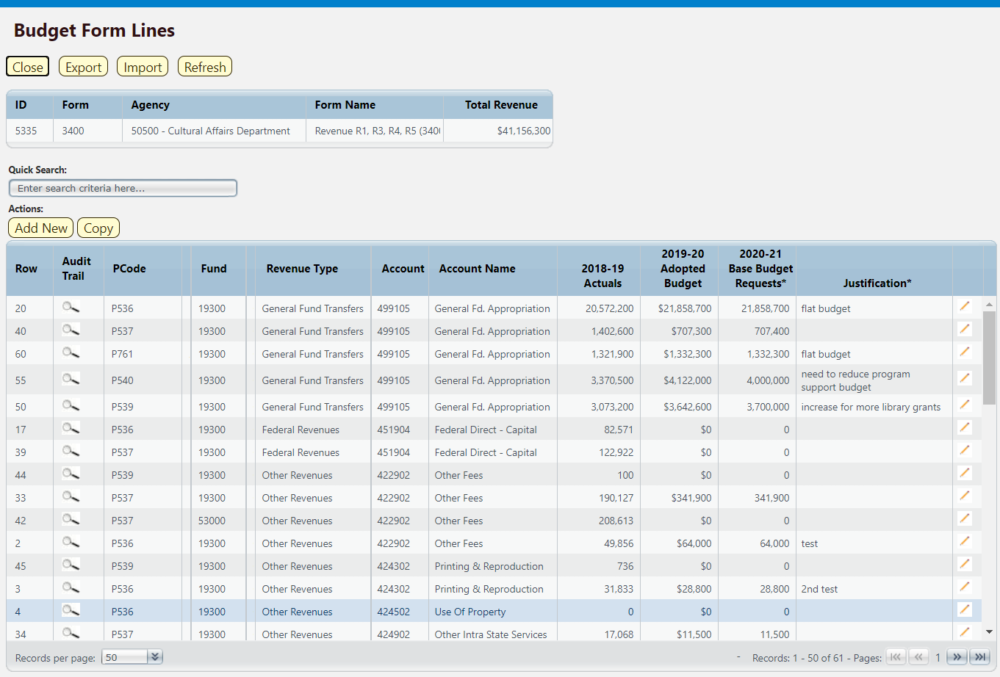 Budget Form Lines
Close Export Import Refresh
ID Form Agency Form Name Total Revenue
5335 3400 50500 - Cultural Affairs Department Revenue R1, R3, R4, R5 (340 $41,156,300
Quick Search:
Enter search criteria here...
Actions:
Add New Copy
Row Audit Trail PCode Fund Revenue Type Account Account Name 2018-19 Actuals 2019-20 Adopted Budget 2020-21 Base Budget Requests* Justification*
20 P536 19300 General Fund Transfers 499105 General Fd. Appropriation 20,572,200 $21,858,700 21,858,700 flat budget
40 P537 19300 General Fund Transfers 499105 General Fd. Appropriation 1,402,600 $707,300 707,400
60 P761 19300 General Fund Transfers 499105 General Fd. Appropriation 1,321,900 $1,332,300 1,332,300 flat budget
55 P540 19300 General Fund Transfers 499105 General Fd. Appropriation 3,370,500 $4,122,000 4,000,000 need to reduce program support budget
50 P539 19300 General Fund Transfers 499105 General Fd. Appropriation 3,073,200 $3,642,600 3,700,000 increase for more library grants
17 P536 19300 Federal Revenues 451904 Federal Direct - Capital 82,571 $0 0
39 P537 19300 Federal Revenues 451904 Federal Direct - Capital 122,922 $0 0
44 P539 19300 Other Revenues 422902 Other Fees 100 $0 0
33 P537 19300 Other Revenues 422902 Other Fees 190,127 $341,900 341,900
42 P537 53000 Other Revenues 422902 Other Fees 208,613 $0 0
2 P536 19300 Other Revenues 422902 Other Fees 49,856 $64,000 64,000 test
45 P539 19300 Other Revenues 424302 Printing & Reproduction 736 $0 0
3 P536 19300 Other Revenues 424302 Printing & Reproduction 31,833 $28,800 28,800 2nd test
4 P536 19300 Other Revenues 424502 Use Of Property 0 $0 0
34 P537 19300 Other Revenues 424902 Other Intra State Services 17,068 $11,500 11,500
Records per page: 50 - Records: 1 - 50 of 61 - Pages: 1